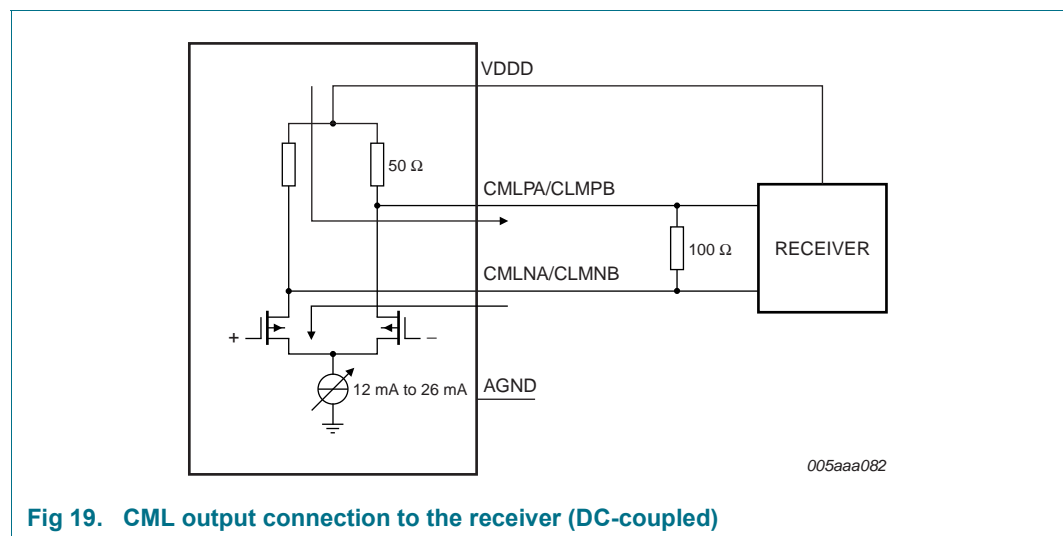 VDDD
50 Ω
CMLPA/CLMPB
100 Ω
RECEIVER
CMLNA/CLMNB
+
−
12 mA to 26 mA
AGND
005aaa082
Fig 19. CML output connection to the receiver (DC-coupled)